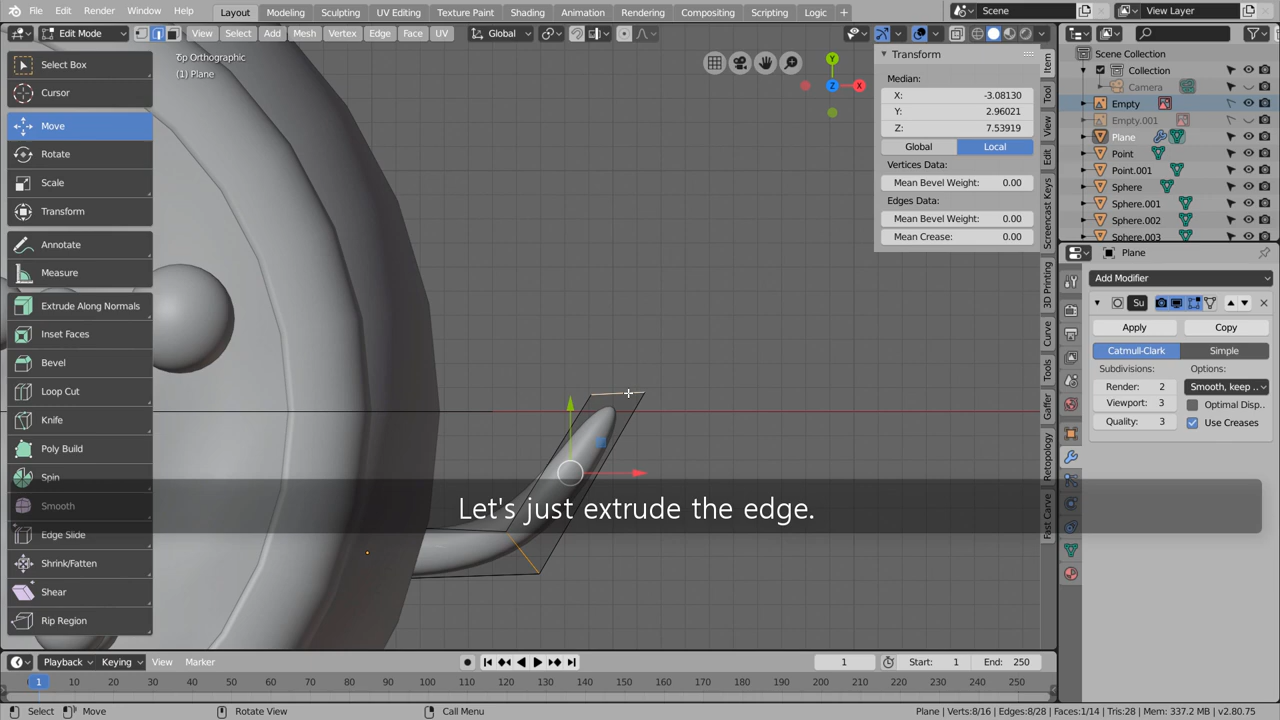 File Edit Render Window Help Layout Modeling Sculpting UV Editing Texture Paint Shading Animation Rendering Compositing Scripting Logic + Scene View Layer
Edit Mode View Select Add Mesh Vertex Edge Face UV Global
Top Orthographic
(1) Plane
Select Box
Cursor
Move
Rotate
Scale
Transform
Annotate
Measure
Extrude Along Normals
Inset Faces
Bevel
Loop Cut
Knife
Poly Build
Spin
Smooth
Edge Slide
Shrink/Fatten
Shear
Rip Region
Y
Z X
Transform
Median:
X: -3.08130
Y: 2.96021
Z: 7.53919
Global Local
Vertices Data:
Mean Bevel Weight: 0.00
Edges Data:
Mean Bevel Weight: 0.00
Mean Crease: 0.00
Item
Tool
View
Edit
Screencast Keys
3D Printing
Curve
Tools
Gaffer
Retopology
Fast Carve
Scene Collection
Collection
Camera
Empty
Empty.001
Plane
Point
Point.001
Sphere
Sphere.001
Sphere.002
Sphere.003
Plane
Add Modifier
Su
Apply Copy
Catmull-Clark Simple
Subdivisions: Options:
Render: 2 Smooth, keep ..
Viewport: 3 Optimal Disp..
Quality: 3 Use Creases
Let's just extrude the edge.
Playback Keying View Marker 1 Start: 1 End: 250
1 10 20 30 40 50 60 70 80 90 100 110 120 130 140 150 160 170 180 190 200 210 220 230 240 250
Select Move Rotate View Call Menu Plane | Verts:8/16 | Edges:8/28 | Faces:1/14 | Tris:28 | Mem: 337.2 MB | v2.80.75